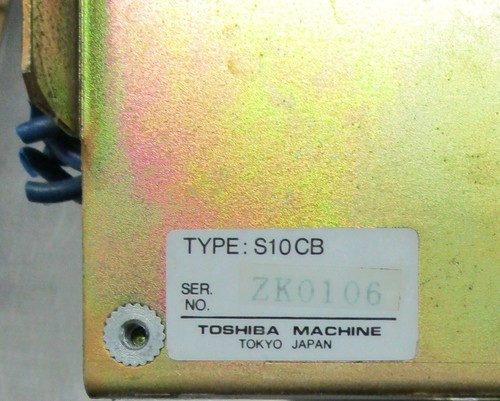 TYPE: S10CB
SER. NO. ZK0106
TOSHIBA MACHINE
TOKYO JAPAN